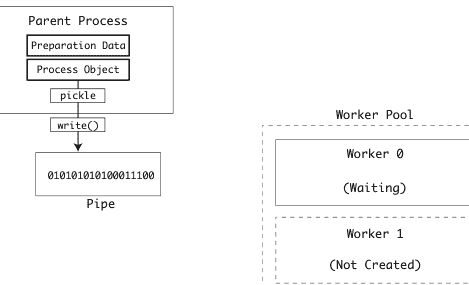 Parent Process
Preparation Data
Process Object
pickle
write()
010101010100011100
Pipe
Worker Pool
Worker 0
(Waiting)
Worker 1
(Not Created)